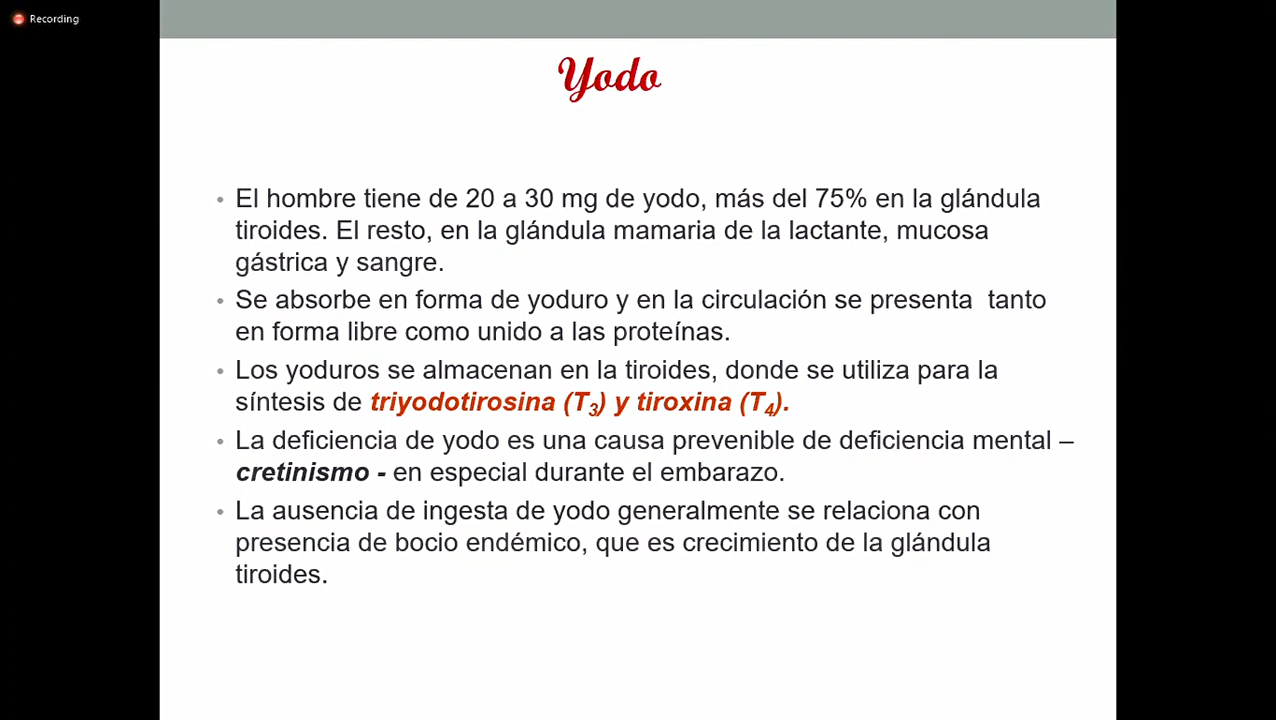 Recording
Yodo
• El hombre tiene de 20 a 30 mg de yodo, más del 75% en la glándula
tiroides. El resto, en la glándula mamaria de la lactante, mucosa
gástrica y sangre.
• Se absorbe en forma de yoduro y en la circulación se presenta tanto
en forma libre como unido a las proteínas.
• Los yoduros se almacenan en la tiroides, donde se utiliza para la
síntesis de triyodotirosina (T3) y tiroxina (T4).
• La deficiencia de yodo es una causa prevenible de deficiencia mental –
cretinismo - en especial durante el embarazo.
• La ausencia de ingesta de yodo generalmente se relaciona con
presencia de bocio endémico, que es crecimiento de la glándula
tiroides.